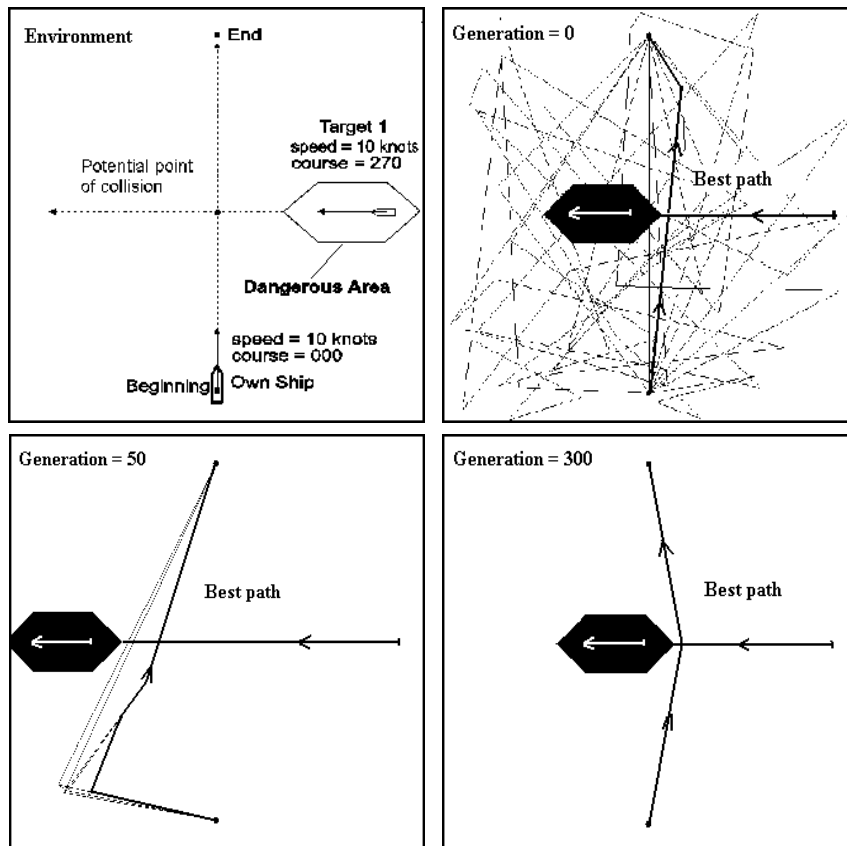 Environment
End
Target 1
speed = 10 knots
course = 270
Potential point
of collision
Dangerous Area
speed = 10 knots
course = 000
Beginning
Own Ship
Generation = 0
Best path
Generation = 50
Best path
Generation = 300
Best path